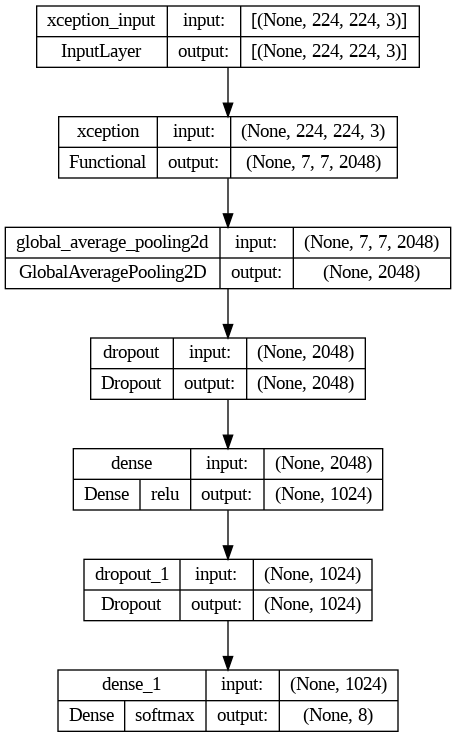 xception_input input: [(None, 224, 224, 3)]
InputLayer output: [(None, 224, 224, 3)]
xception input: (None, 224, 224, 3)
Functional output: (None, 7, 7, 2048)
global_average_pooling2d input: (None, 7, 7, 2048)
GlobalAveragePooling2D output: (None, 2048)
dropout input: (None, 2048)
Dropout output: (None, 2048)
dense input: (None, 2048)
Dense relu output: (None, 1024)
dropout_1 input: (None, 1024)
Dropout output: (None, 1024)
dense_1 input: (None, 1024)
Dense softmax output: (None, 8)